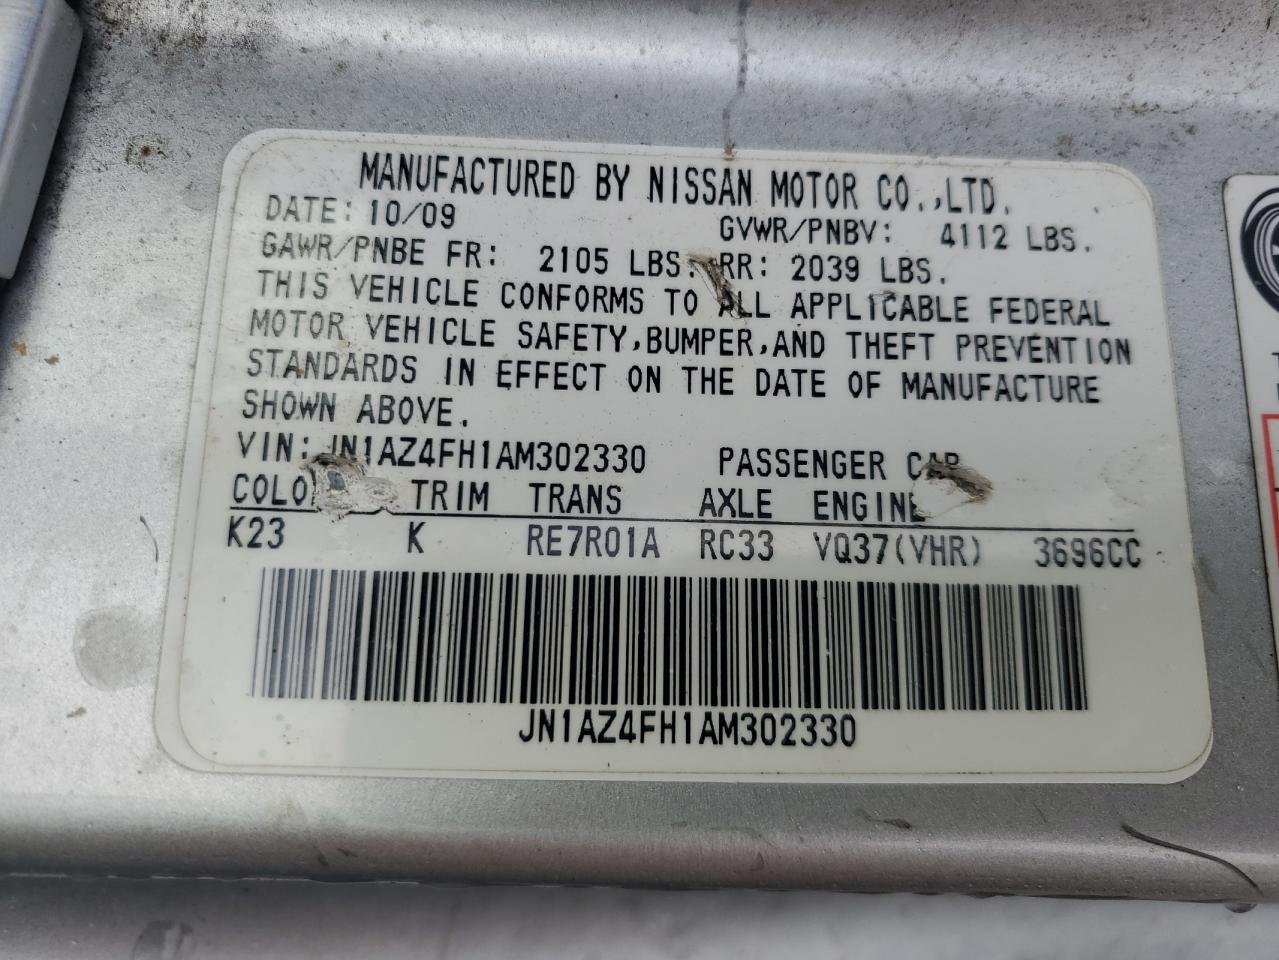 MANUFACTURED BY NISSAN MOTOR CO.,LTD.
DATE: 10/09 GVWR/PNBV: 4112 LBS.
GAWR/PNBE FR: 2105 LBS. RR: 2039 LBS.
THIS VEHICLE CONFORMS TO ALL APPLICABLE FEDERAL
MOTOR VEHICLE SAFETY,BUMPER,AND THEFT PREVENTION
STANDARDS IN EFFECT ON THE DATE OF MANUFACTURE
SHOWN ABOVE.
VIN: JN1AZ4FH1AM302330 PASSENGER CAR
COLOR TRIM TRANS AXLE ENGINE
K23 K RE7R01A RC33 VQ37(VHR) 3696CC
JN1AZ4FH1AM302330